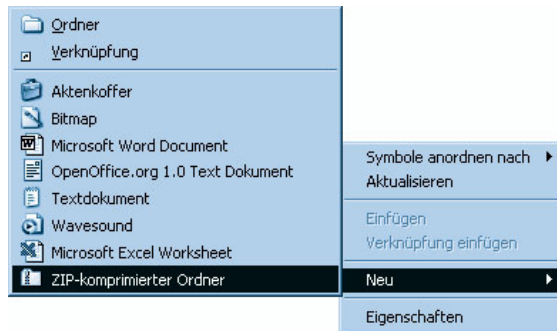 Ordner
Verknüpfung
Aktenkoffer
Bitmap
Microsoft Word Document
OpenOffice.org 1.0 Text Dokument
Textdokument
Wavesound
Microsoft Excel Worksheet
ZIP-komprimierter Ordner
Symbole anordnen nach
Aktualisieren
Einfügen
Verknüpfung einfügen
Neu
Eigenschaften